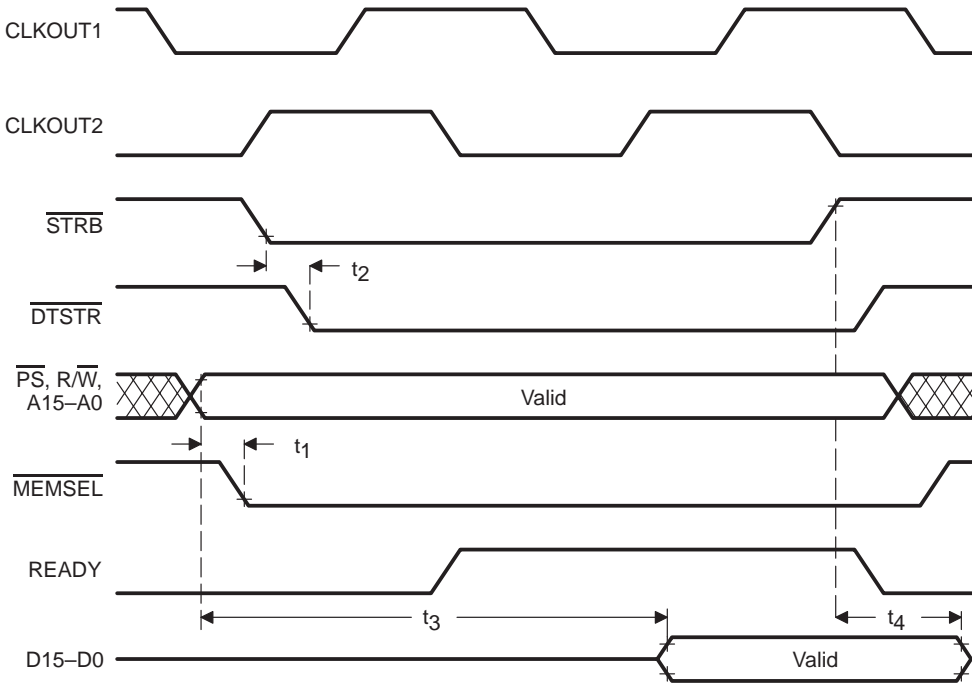 CLKOUT1
CLKOUT2
STRB
t2
DTSTR
PS, R/W,
A15–A0
Valid
t1
MEMSEL
READY
t3
t4
D15–D0
Valid